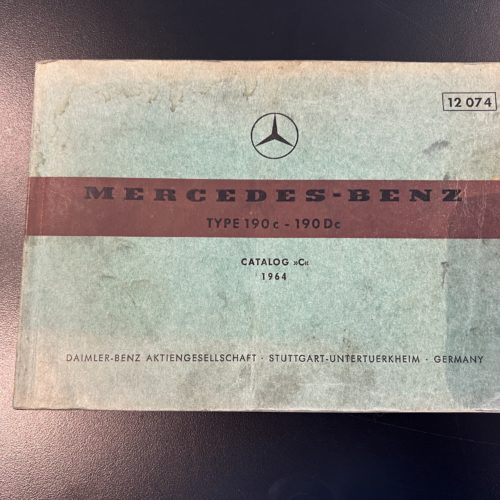 12 074
MERCEDES-BENZ
TYPE 190c - 190Dc
CATALOG »C«
1964
DAIMLER-BENZ AKTIENGESELLSCHAFT · STUTTGART-UNTERTUERKHEIM · GERMANY